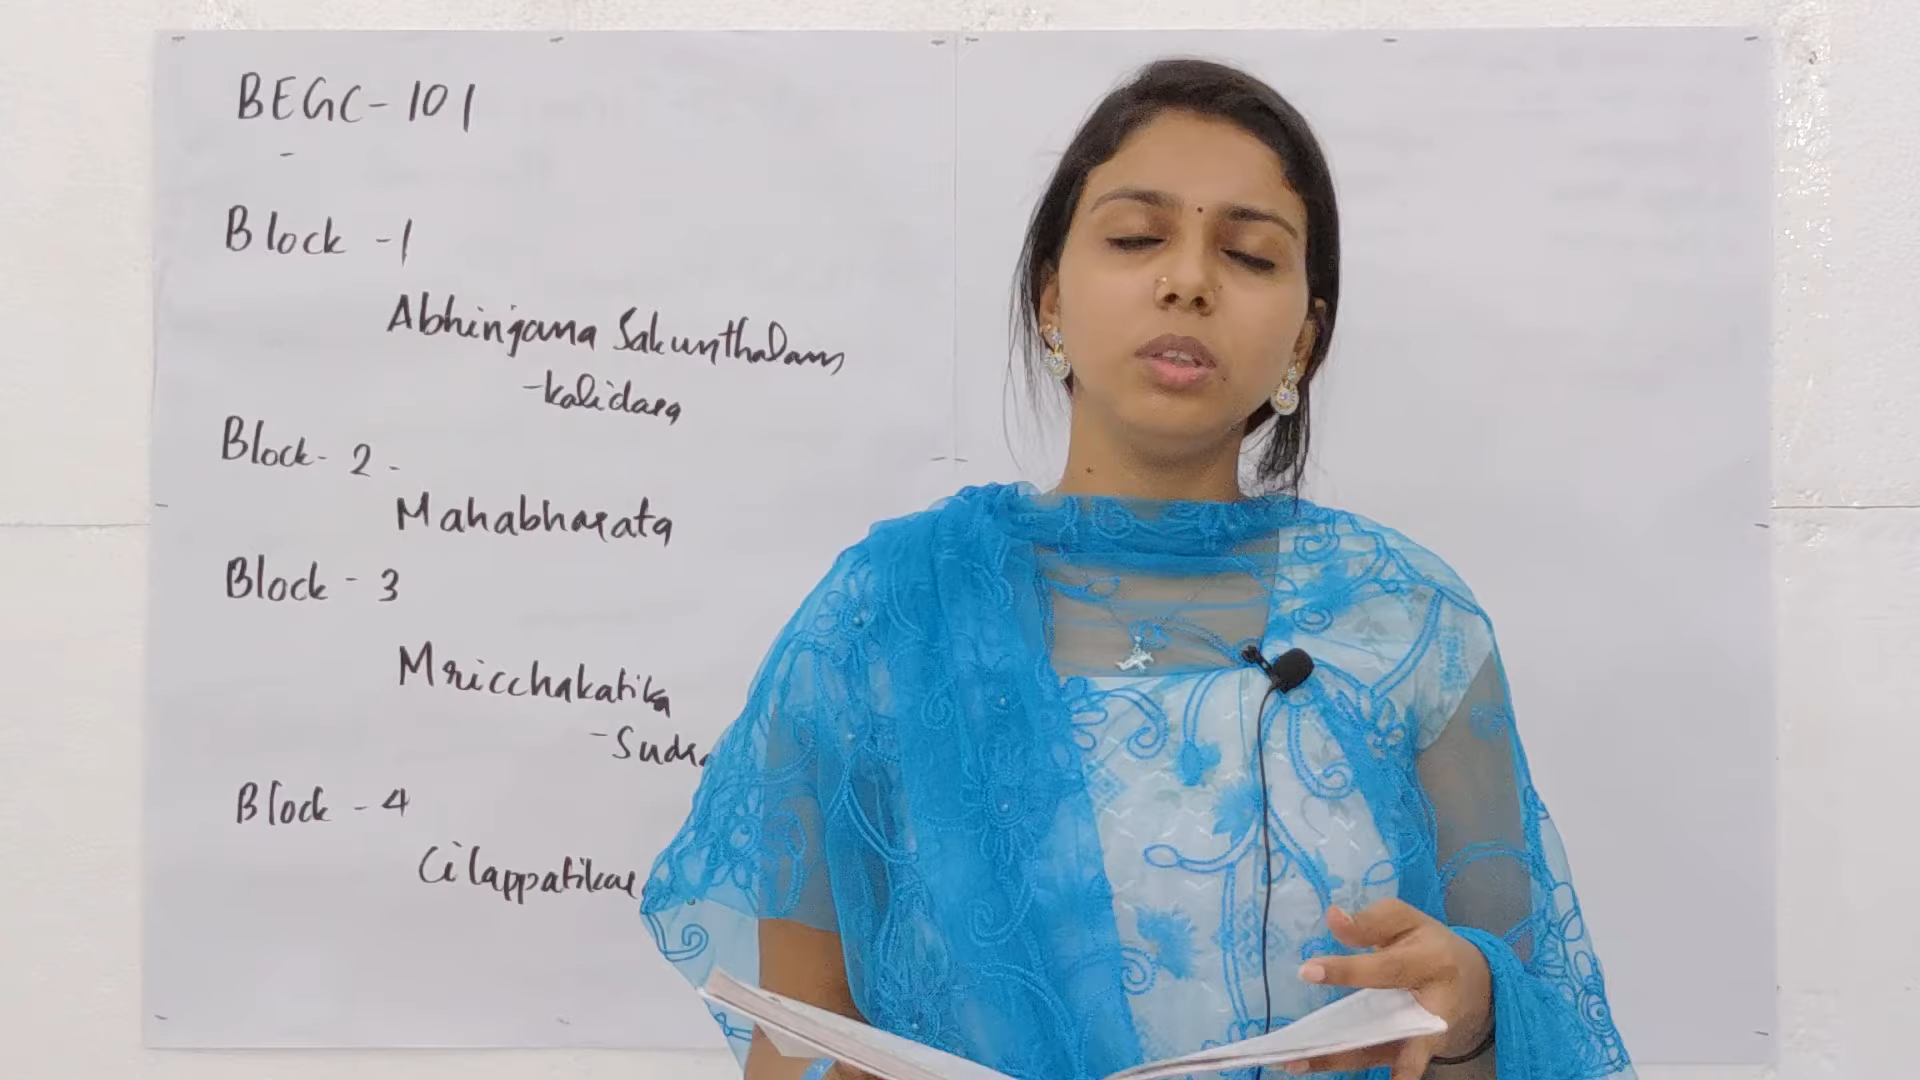 BEGC-101
Block -1
Abhinjana Sakunthalam
-kalidasa
Block- 2 -
Mahabharata
Block - 3
Mricchakatika
Block - 4